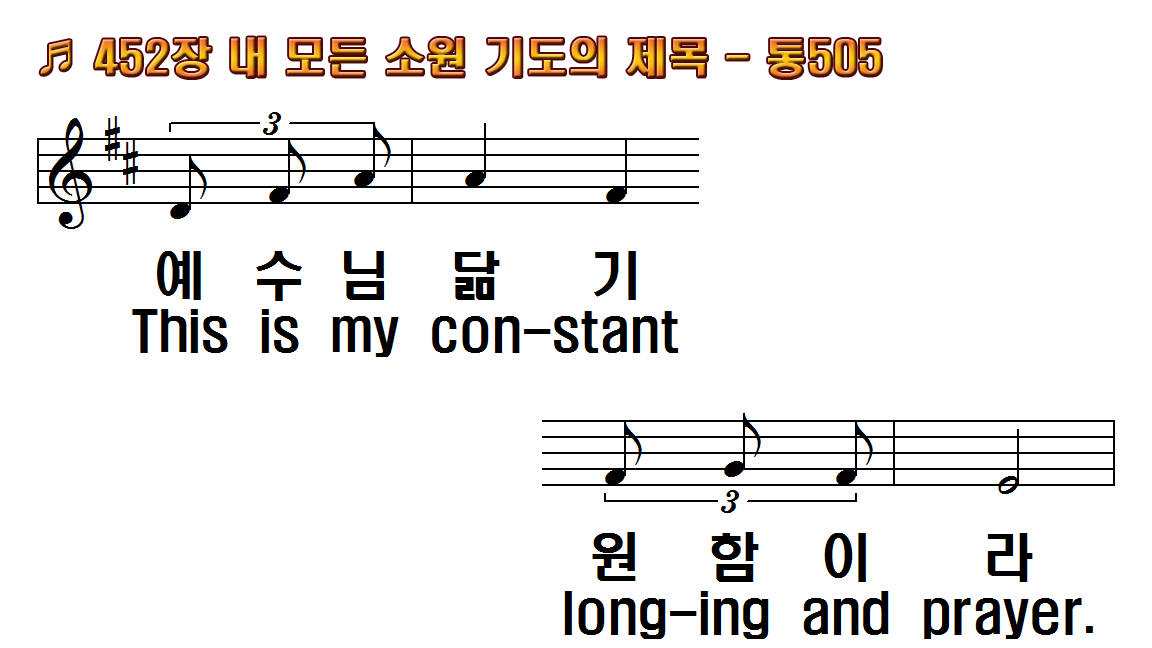 ♬ 452장 내 모든 소원 기도의 제목 - 통505
3
예 수 님 닮 기
This is my con-stant
3
원 함 이 라
long-ing and prayer.